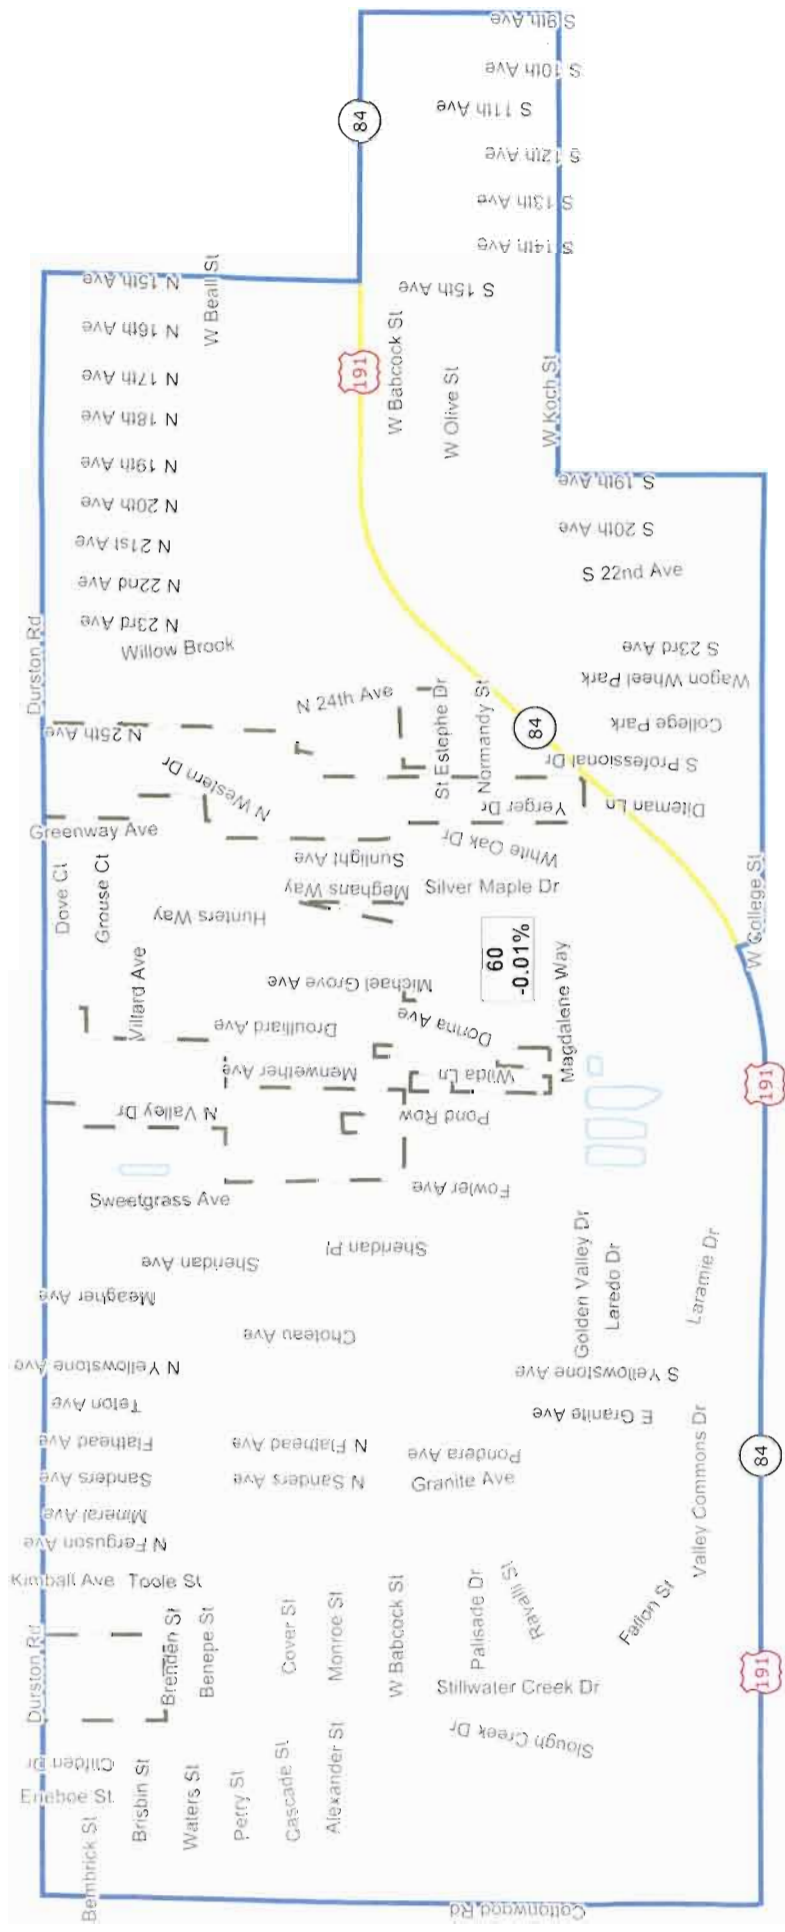 S 9th Ave
S 10th Ave
S 11th Ave
84
S 12th Ave
S 13th Ave
S 14th Ave
N 15th Ave
W Beall St
S 15th Ave
N 16th Ave
191
W Babcock St
W Olive St
W Koch St
N 17th Ave
N 18th Ave
N 19th Ave
S 19th Ave
N 20th Ave
S 20th Ave
N 21st Ave
S 22nd Ave
N 22nd Ave
N 23rd Ave
Willow Brook
S 23rd Ave
Durston Rd
Wagon Wheel Park
N 24th Ave
St Estephe Dr
Normandy St
84
College Park
N 25th Ave
S Professional Dr
N Western Dr
Yerger Dr
Diteman Ln
Greenway Ave
Sunlight Ave
White Oak Dr
Meghans Way
Silver Maple Dr
Dove Ct
Grouse Ct
Hunters Way
W College St
60
-0.01%
Villard Ave
Michael Grove Ave
Magdalene Way
Drouillard Ave
Donna Ave
Meriwether Ave
Wilda Ln
191
N Valley Dr
Pond Row
Fowler Ave
Sweetgrass Ave
Sheridan Ave
Sheridan Pl
Golden Valley Dr
Laredo Dr
Laramie Dr
Meagher Ave
Choteau Ave
N Yellowstone Ave
S Yellowstone Ave
Teton Ave
E Granite Ave
Flathead Ave
N Flathead Ave
Pondera Ave
Valley Commons Dr
84
Sanders Ave
N Sanders Ave
Granite Ave
Mineral Ave
N Ferguson Ave
Kimball Ave
Toole St
Durston Rd
Brenden St
Benepe St
Cover St
Monroe St
W Babcock St
Palisade Dr
Ravalli St
Fallon St
191
Stillwater Creek Dr
Slough Creek Dr
Clifden Dr
Erieboe St
Brisbin St
Waters St
Perry St
Cascade St
Alexander St
Bembrick St
Cottonwood Rd